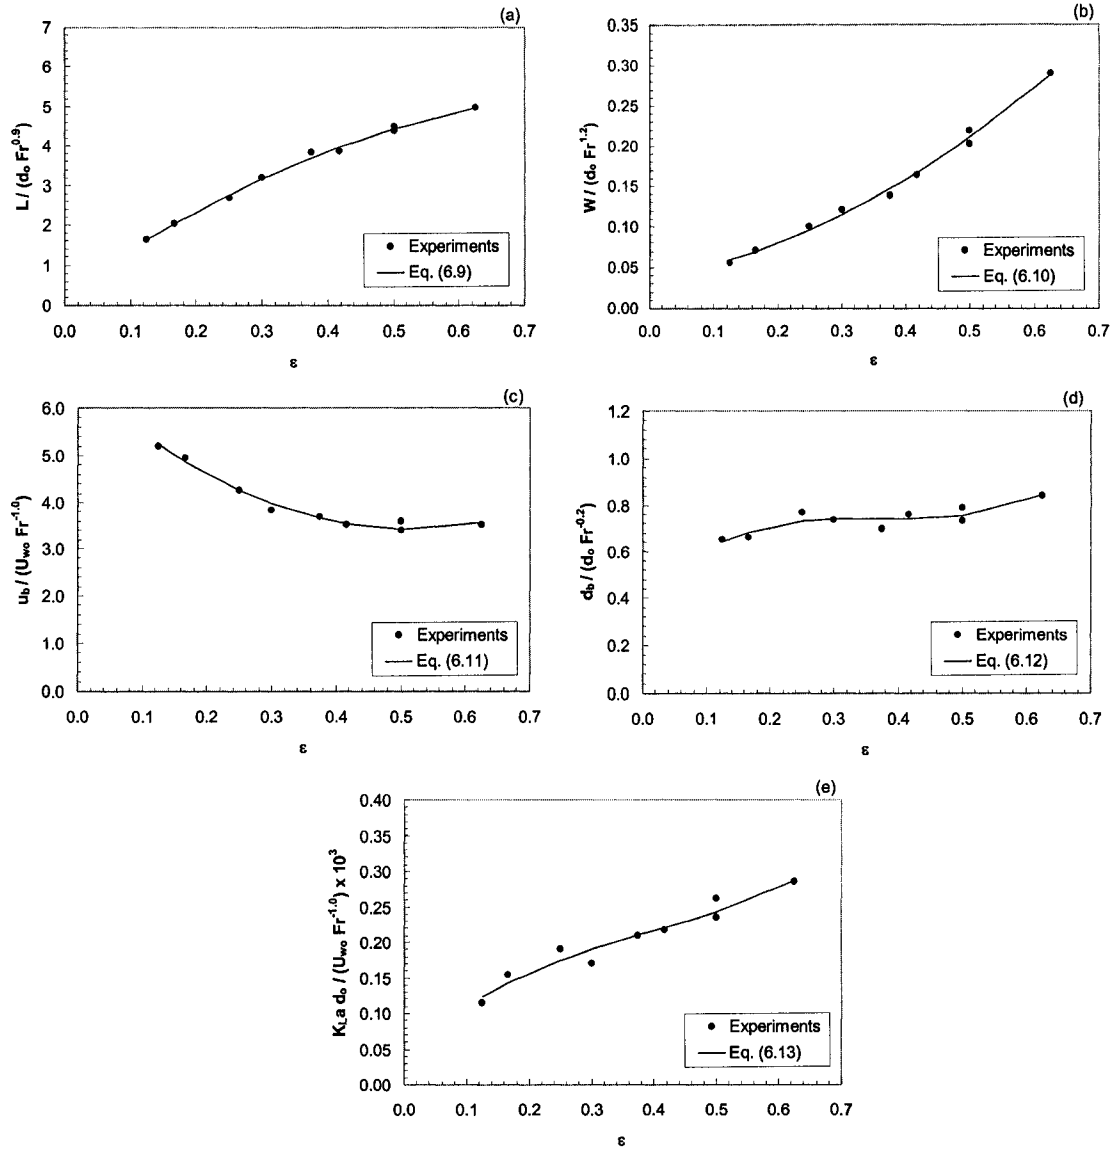 (a)
7
6
5
4
3
2
1
0
L / (dₒ Fr^0.9)
Experiments
Eq. (6.9)
0.0 0.1 0.2 0.3 0.4 0.5 0.6 0.7
ε
(b)
0.35
0.30
0.25
0.20
0.15
0.10
0.05
0.00
W / (dₒ Fr^1.2)
Experiments
Eq. (6.10)
0.0 0.1 0.2 0.3 0.4 0.5 0.6 0.7
ε
(c)
6.0
5.0
4.0
3.0
2.0
1.0
0.0
u_b / (U_wo Fr^-1.0)
Experiments
Eq. (6.11)
0.0 0.1 0.2 0.3 0.4 0.5 0.6 0.7
ε
(d)
1.2
1.0
0.8
0.6
0.4
0.2
0.0
d_b / (dₒ Fr^-0.2)
Experiments
Eq. (6.12)
0.0 0.1 0.2 0.3 0.4 0.5 0.6 0.7
ε
(e)
0.40
0.35
0.30
0.25
0.20
0.15
0.10
0.05
0.00
K_La dₒ / (U_wo Fr^-1.0) x 10^3
Experiments
Eq. (6.13)
0.0 0.1 0.2 0.3 0.4 0.5 0.6 0.7
ε